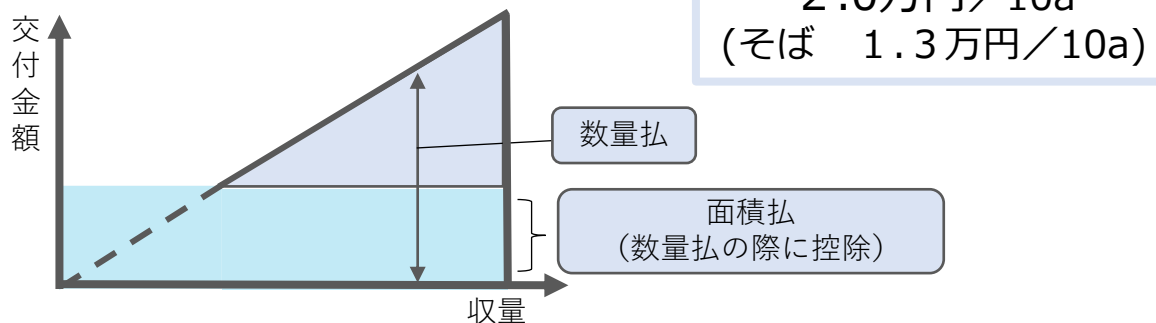 (そば　1.3万円／10a)
交付金額
数量払
面積払
(数量払の際に控除)
収量